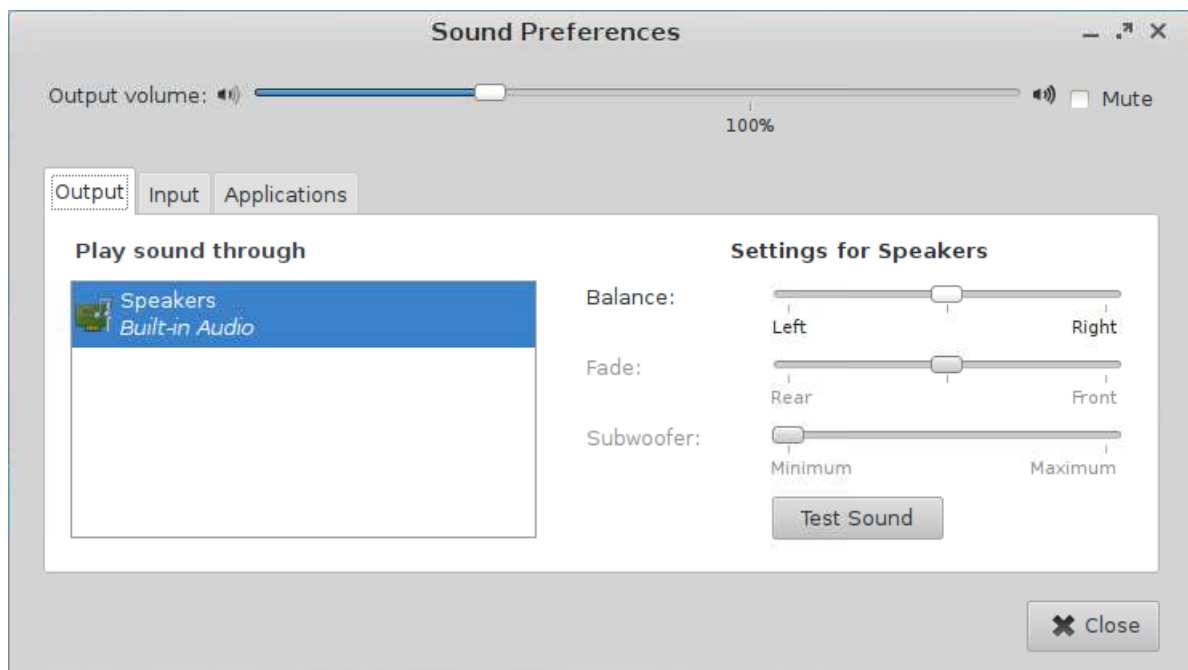 Sound Preferences
Output volume:
Mute
100%
Output Input Applications
Play sound through
Speakers
Built-in Audio
Settings for Speakers
Balance:
Left Right
Fade:
Rear Front
Subwoofer:
Minimum Maximum
Test Sound
Close